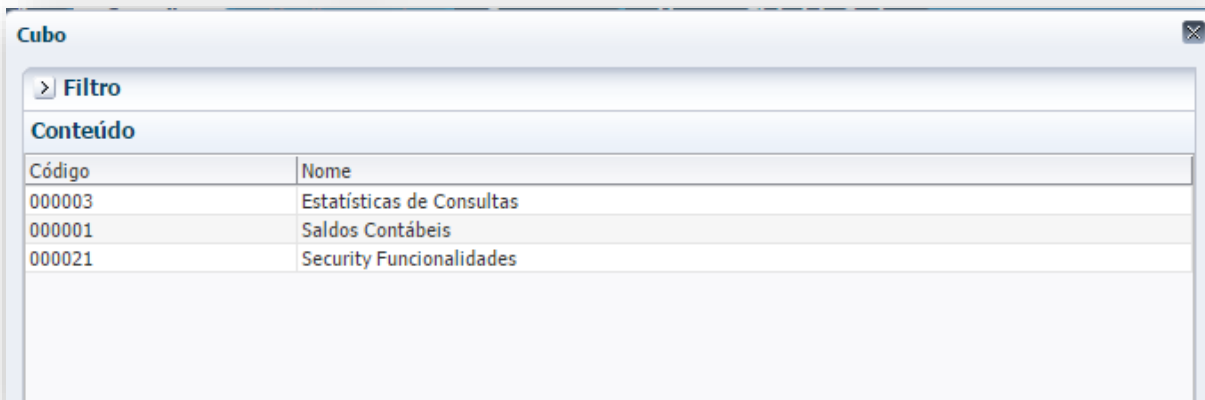 Cubo
Filtro
Conteúdo
Código Nome
000003 Estatísticas de Consultas
000001 Saldos Contábeis
000021 Security Funcionalidades